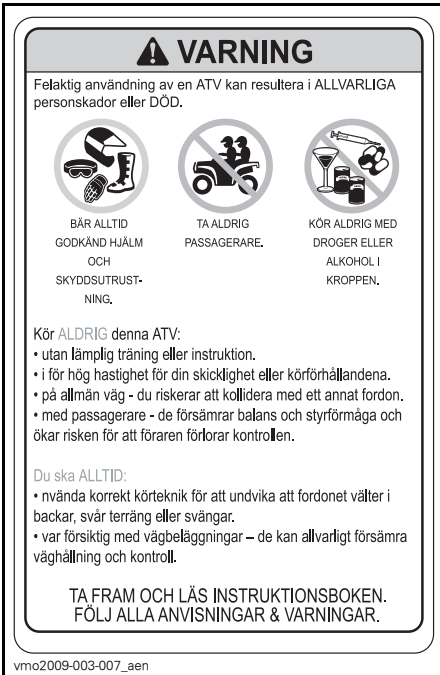 VARNING
Felaktig användning av en ATV kan resultera i ALLVARLIGA
personskador eller DÖD.
BÄR ALLTID
GODKÄND HJÄLM
OCH
SKYDDSUTRUST-
NING.
TA ALDRIG
PASSAGERARE.
KÖR ALDRIG MED
DROGER ELLER
ALKOHOL I
KROPPEN.
Kör ALDRIG denna ATV:
• utan lämplig träning eller instruktion.
• i för hög hastighet för din skicklighet eller körförhållandena.
• på allmän väg - du riskerar att kollidera med ett annat fordon.
• med passagerare - de försämrar balans och styrförmåga och
ökar risken för att föraren förlorar kontrollen.
Du ska ALLTID:
• nvända korrekt körteknik för att undvika att fordonet välter i
backar, svår terräng eller svängar.
• var försiktig med vägbeläggningar – de kan allvarligt försämra
väghållning och kontroll.
TA FRAM OCH LÄS INSTRUKTIONSBOKEN.
FÖLJ ALLA ANVISNINGAR & VARNINGAR.
vmo2009-003-007_aen